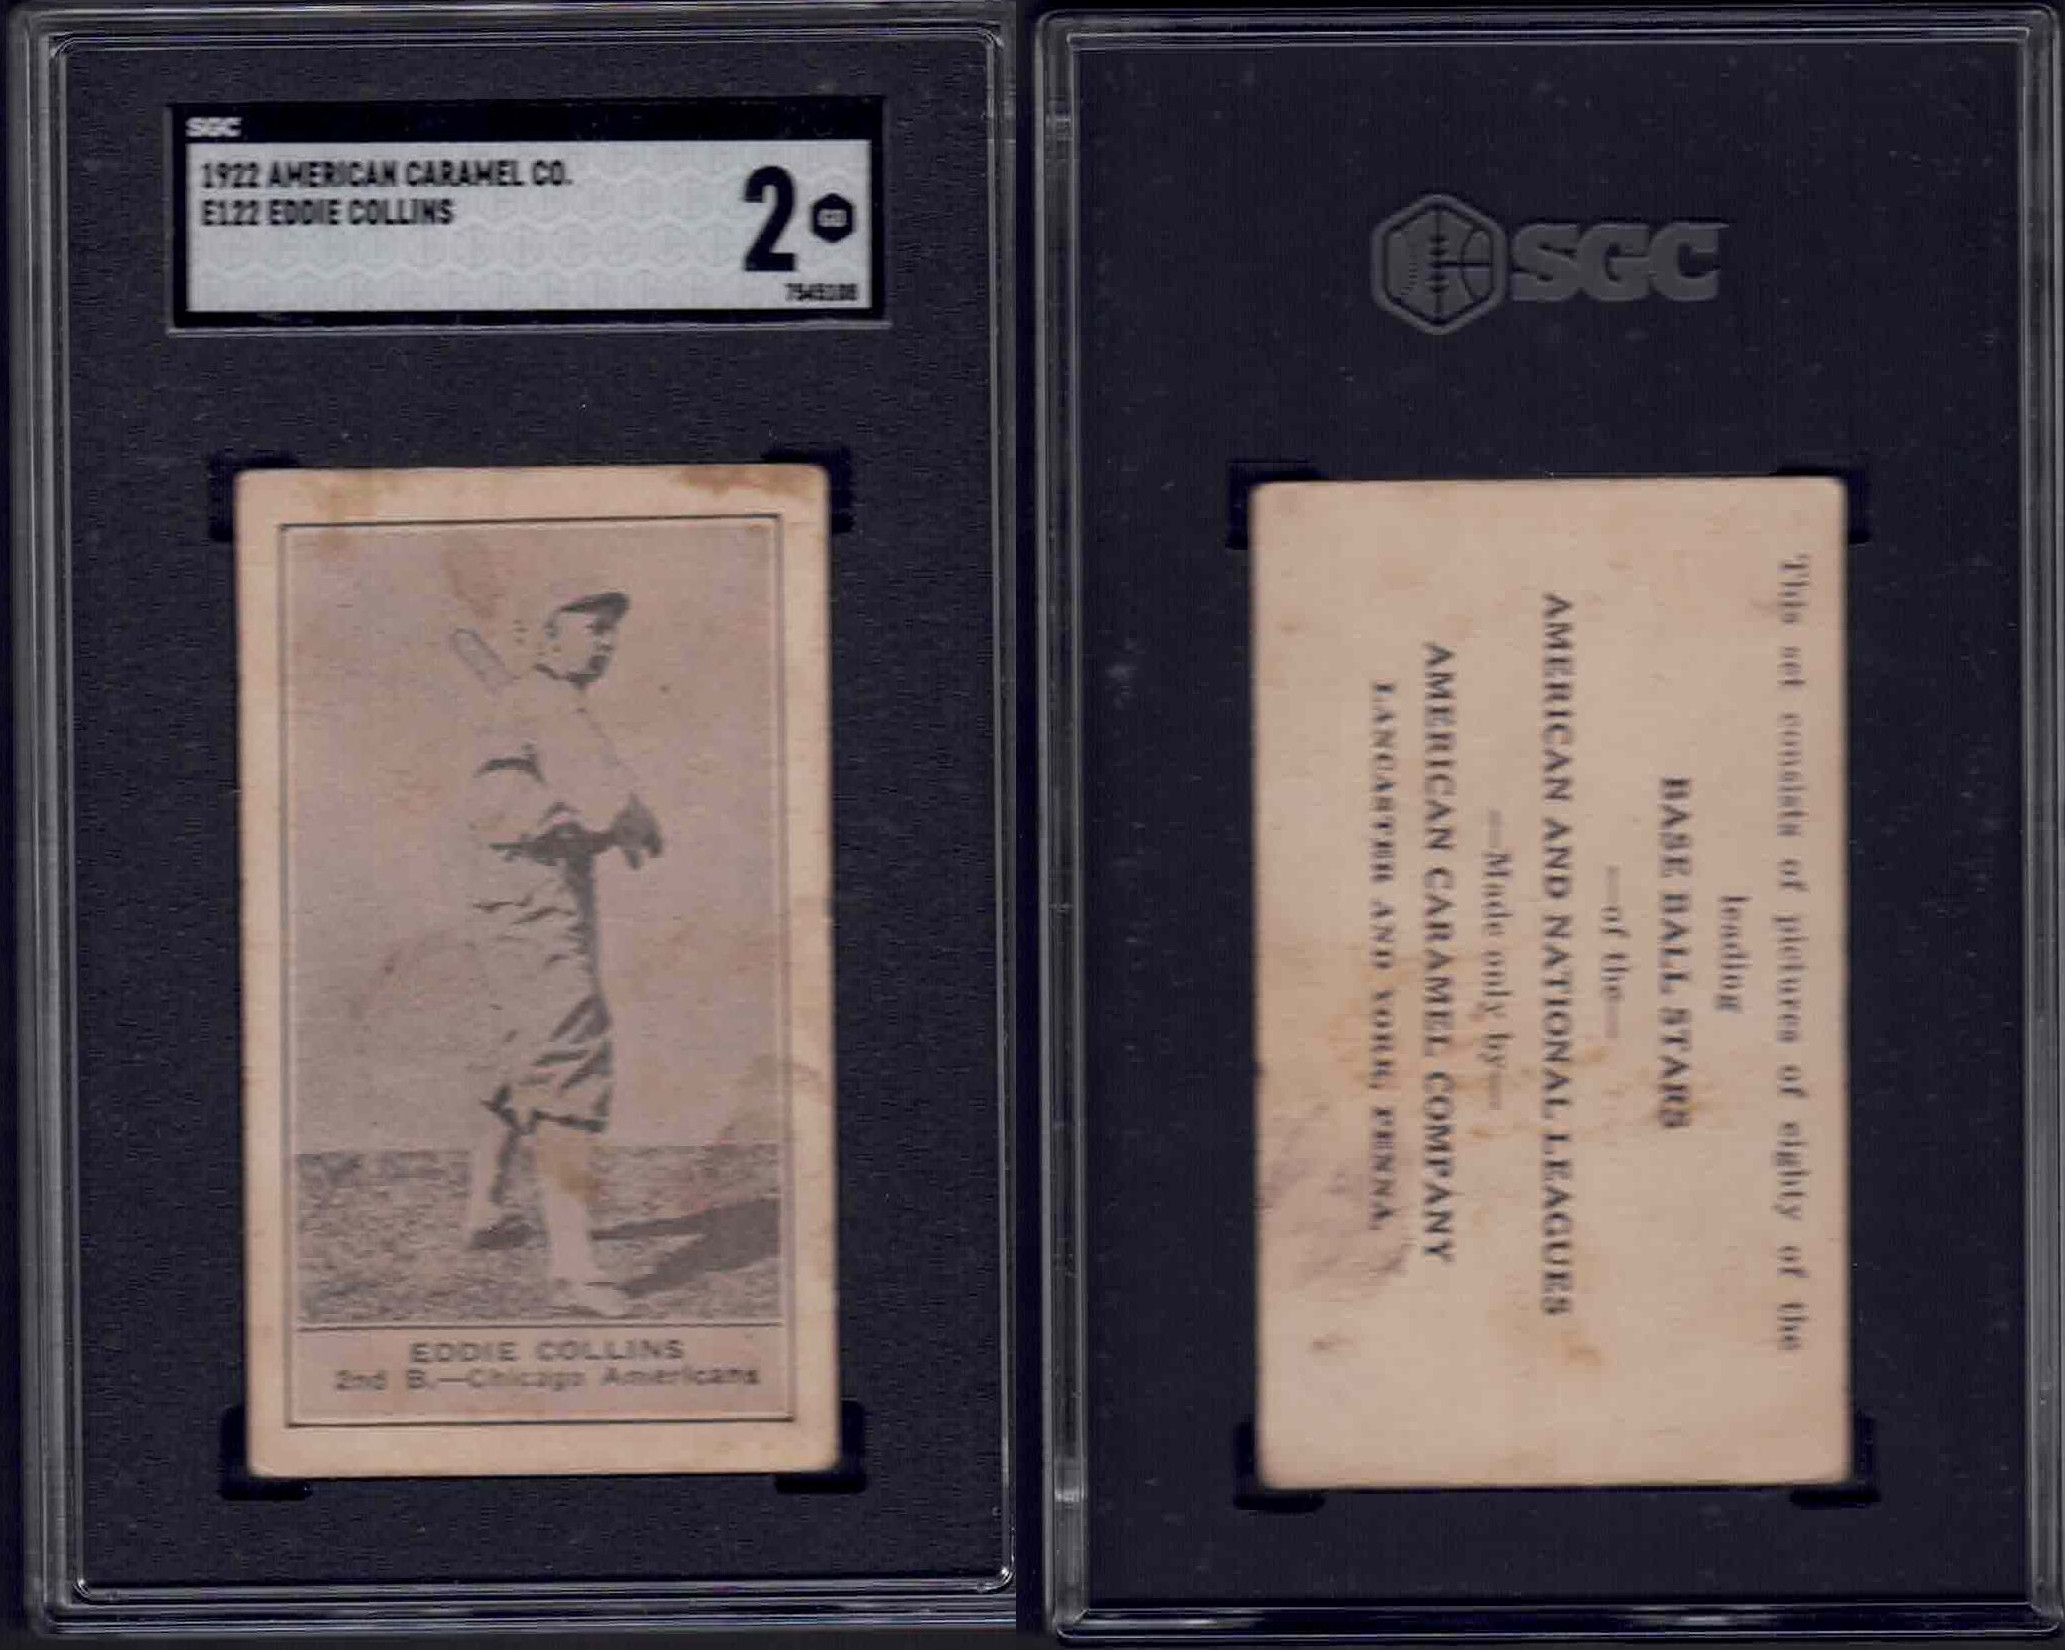 SGC
1922 AMERICAN CARAMEL CO.
E122 EDDIE COLLINS
2
GD
7545108
EDDIE COLLINS
2nd B.—Chicago Americans
SGC
This set consists of pictures of eighty of the
leading
BASE BALL STARS
—of the—
AMERICAN AND NATIONAL LEAGUES
—Made only by—
AMERICAN CARAMEL COMPANY
LANCASTER AND YORK, PENNA.